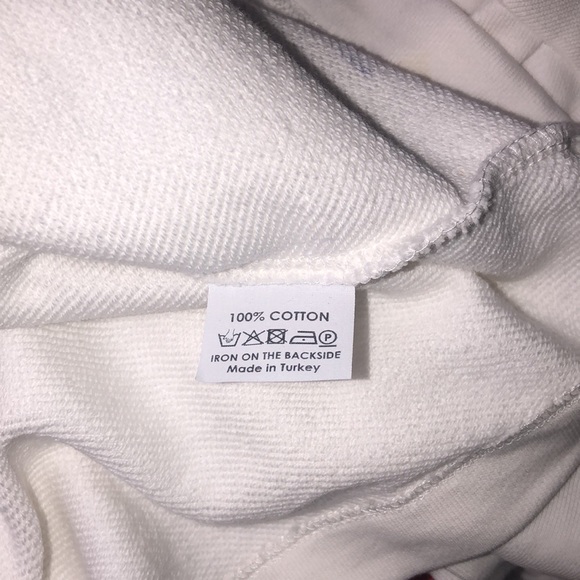 100% COTTON
P
IRON ON THE BACKSIDE
Made in Turkey